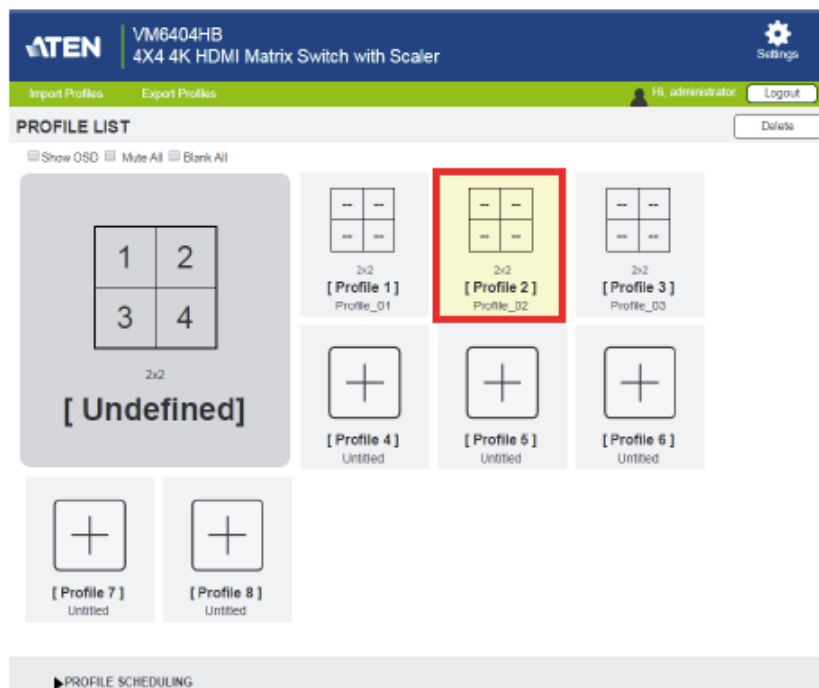 ATEN
VM6404HB
4X4 4K HDMI Matrix Switch with Scaler
Settings
Import Profiles Export Profiles Hi, administrator. Logout
PROFILE LIST Delete
Show OSD Mute All Blank All
1 2
3 4
2x2
[ Undefined]
-- --
-- --
2x2
[ Profile 1 ]
Profile_01
-- --
-- --
2x2
[ Profile 2 ]
Profile_02
-- --
-- --
2x2
[ Profile 3 ]
Profile_03
[ Profile 4 ]
Untitled
[ Profile 5 ]
Untitled
[ Profile 6 ]
Untitled
[ Profile 7 ]
Untitled
[ Profile 8 ]
Untitled
PROFILE SCHEDULING